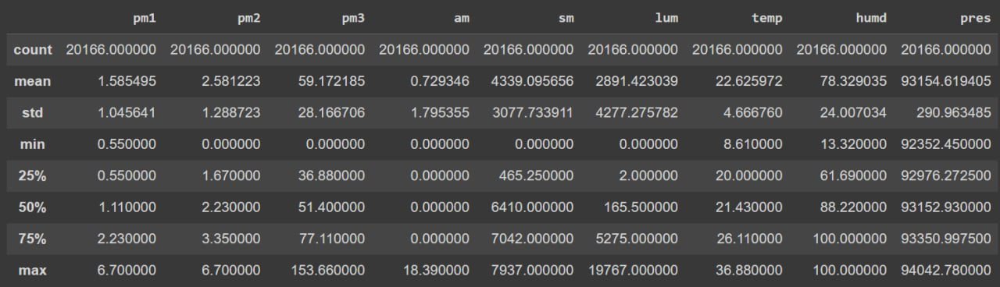 pm1 pm2 pm3 am sm lum temp humd pres
count 20166.000000 20166.000000 20166.000000 20166.000000 20166.000000 20166.000000 20166.000000 20166.000000 20166.000000
mean 1.585495 2.581223 59.172185 0.729346 4339.095656 2891.423039 22.625972 78.329035 93154.619405
std 1.045641 1.288723 28.166706 1.795355 3077.733911 4277.275782 4.666760 24.007034 290.963485
min 0.550000 0.000000 0.000000 0.000000 0.000000 0.000000 8.610000 13.320000 92352.450000
25% 0.550000 1.670000 36.880000 0.000000 465.250000 2.000000 20.000000 61.690000 92976.272500
50% 1.110000 2.230000 51.400000 0.000000 6410.000000 165.500000 21.430000 88.220000 93152.930000
75% 2.230000 3.350000 77.110000 0.000000 7042.000000 5275.000000 26.110000 100.000000 93350.997500
max 6.700000 6.700000 153.660000 18.390000 7937.000000 19767.000000 36.880000 100.000000 94042.780000